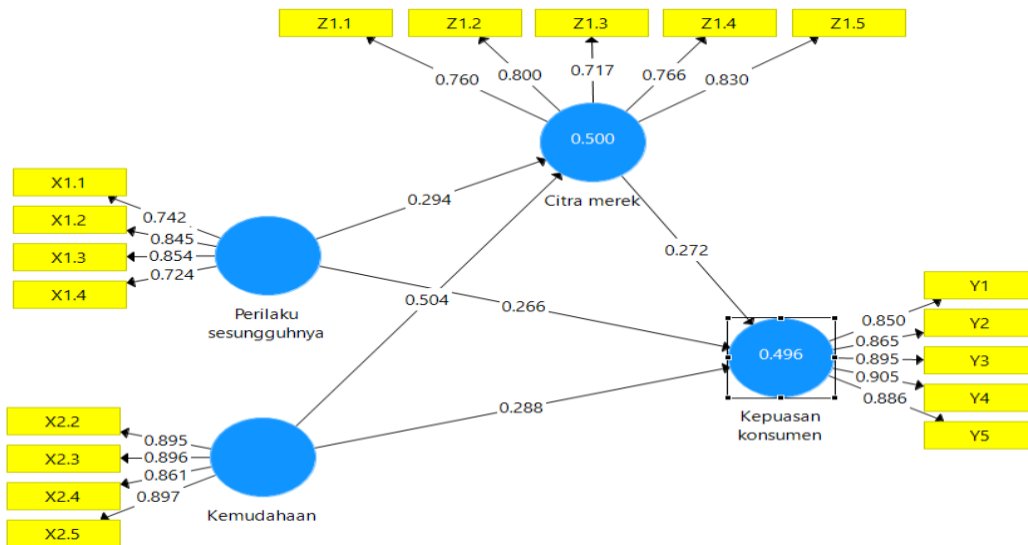 Z1.1
Z1.2
Z1.3
Z1.4
Z1.5
0.760
0.800
0.717
0.766
0.830
0.500
Citra merek
X1.1
X1.2
X1.3
X1.4
0.742
0.845
0.854
0.724
Perilaku
sesungguhnya
0.294
0.504
0.266
0.272
0.288
X2.2
X2.3
X2.4
X2.5
0.895
0.896
0.861
0.897
Kemudahaan
0.496
Kepuasan
konsumen
0.850
0.865
0.895
0.905
0.886
Y1
Y2
Y3
Y4
Y5